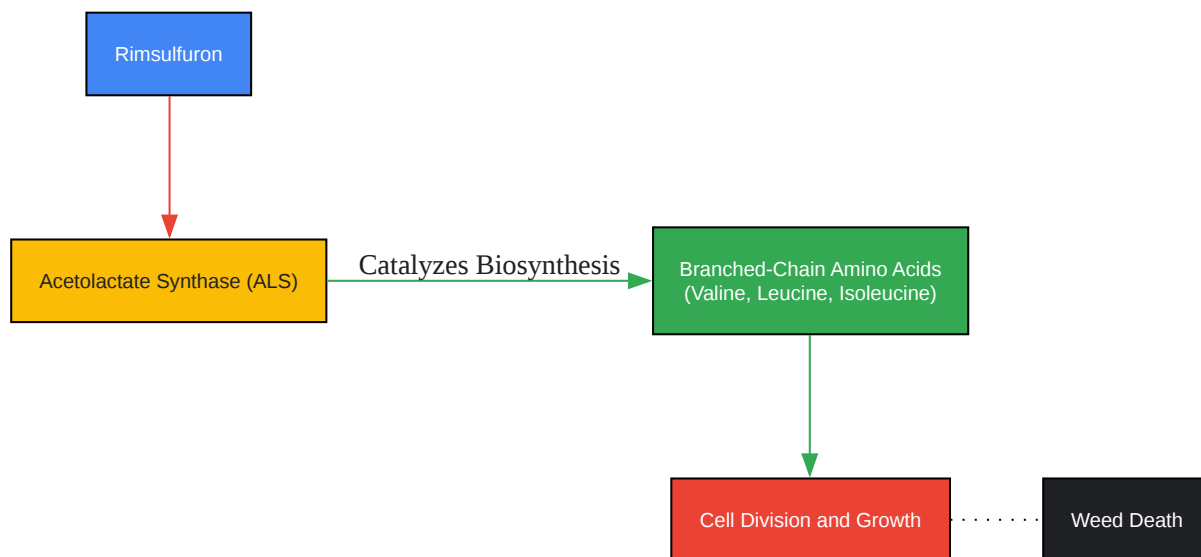 Rimsulfuron
Acetolactate Synthase (ALS)
Catalyzes Biosynthesis
Branched-Chain Amino Acids
(Valine, Leucine, Isoleucine)
Cell Division and Growth
Weed Death